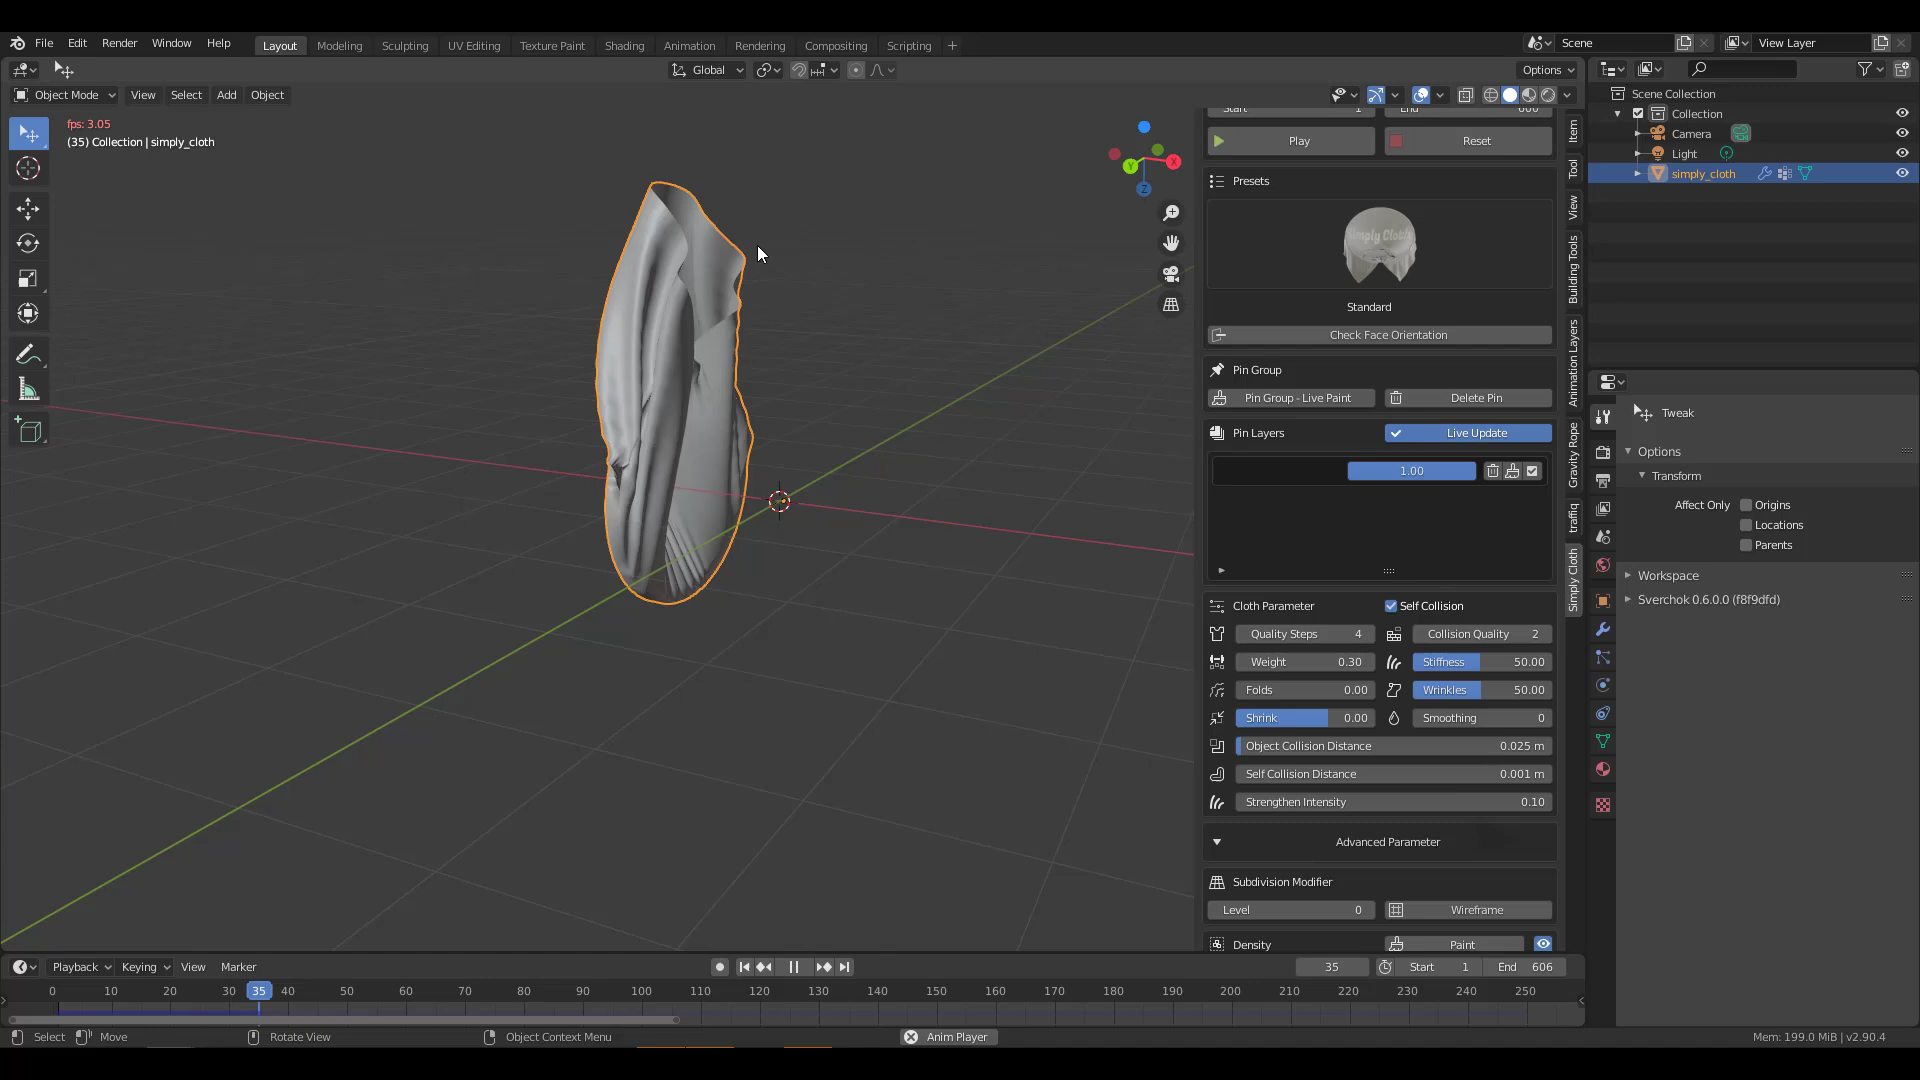 File Edit Render Window Help Layout Modeling Sculpting UV Editing Texture Paint Shading Animation Rendering Compositing Scripting + Scene View Layer
Global Options
Object Mode View Select Add Object
fps: 3.05
(35) Collection | simply_cloth
X
Y
Z
Start 1 End 606
Play Reset
Presets
Simply Cloth
Standard
Check Face Orientation
Pin Group
Pin Group - Live Paint Delete Pin
Pin Layers Live Update
1.00
Cloth Parameter Self Collision
Quality Steps 4 Collision Quality 2
Weight 0.30 Stiffness 50.00
Folds 0.00 Wrinkles 50.00
Shrink 0.00 Smoothing 0
Object Collision Distance 0.025 m
Self Collision Distance 0.001 m
Strengthen Intensity 0.10
Advanced Parameter
Subdivision Modifier
Level 0 Wireframe
Density Paint
Item
Tool
View
Building Tools
Animation Layers
Gravity Rope
traffiq
Simply Cloth
Scene Collection
Collection
Camera
Light
simply_cloth
Tweak
Options
Transform
Affect Only Origins
Locations
Parents
Workspace
Sverchok 0.6.0.0 (f8f9dfd)
Playback Keying View Marker 35 Start 1 End 606
0 10 20 30 35 40 50 60 70 80 90 100 110 120 130 140 150 160 170 180 190 200 210 220 230 240 250
Select Move Rotate View Object Context Menu Anim Player Mem: 199.0 MiB | v2.90.4